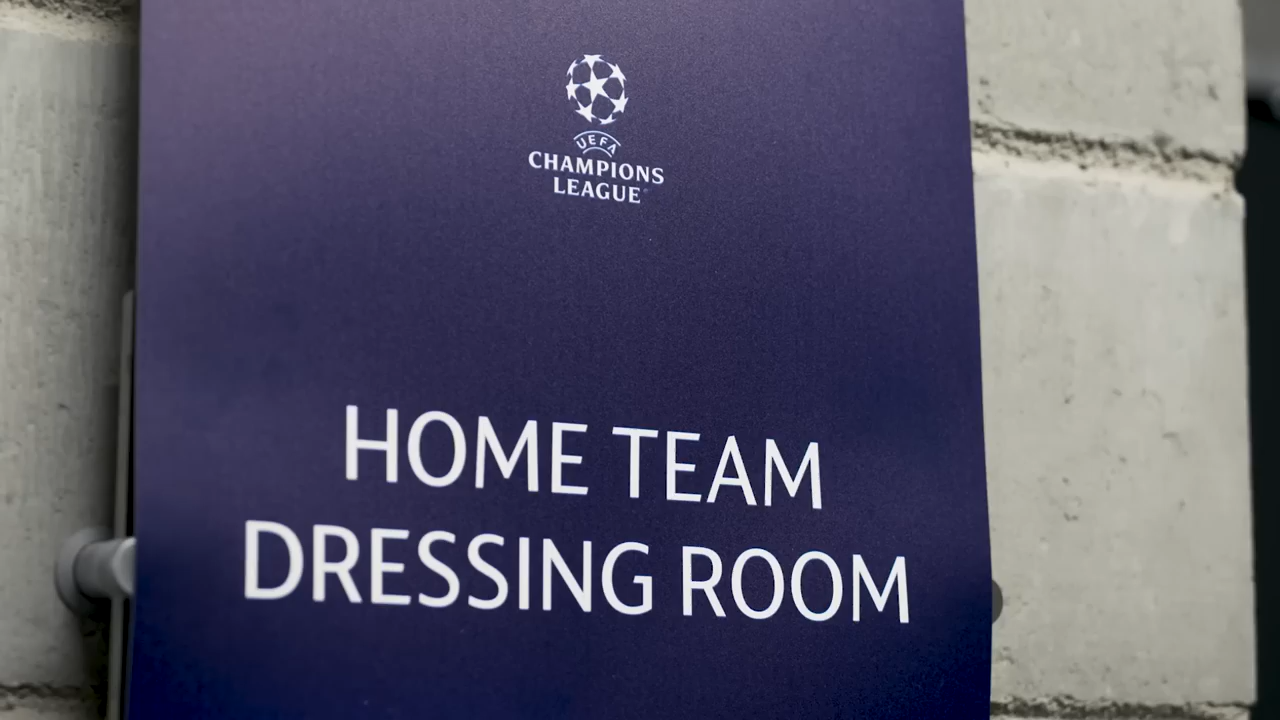 UEFA
CHAMPIONS
LEAGUE
HOME TEAM
DRESSING ROOM